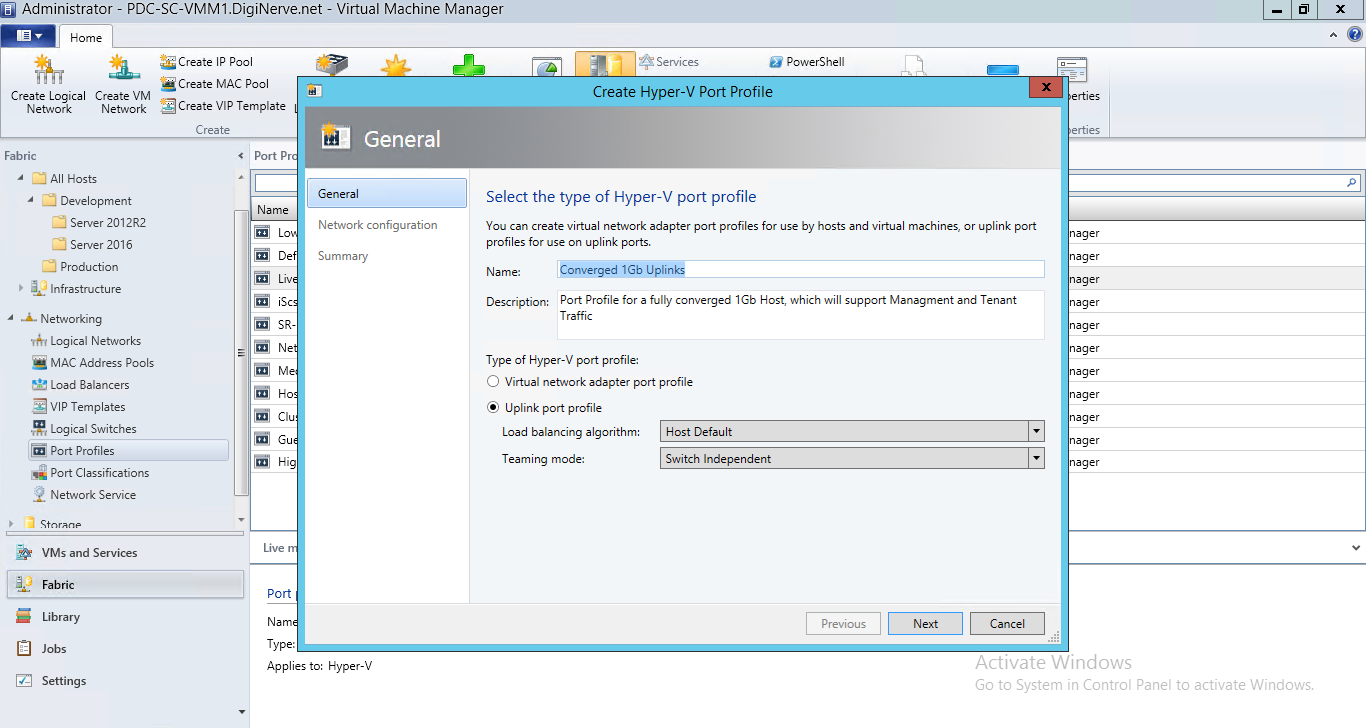 Administrator - PDC-SC-VMM1.DigiNerve.net - Virtual Machine Manager
Home
Create Logical Network
Create VM Network
Create IP Pool
Create MAC Pool
Create VIP Template
Create
Services
PowerShell
Fabric
All Hosts
Development
Server 2012R2
Server 2016
Production
Infrastructure
Networking
Logical Networks
MAC Address Pools
Load Balancers
VIP Templates
Logical Switches
Port Profiles
Port Classifications
Network Service
Storage
VMs and Services
Fabric
Library
Jobs
Settings
Port Pro
Name
Low
Def
Live
iScs
SR-
Net
Med
Hos
Clus
Gue
Hig
nager
nager
nager
nager
nager
nager
nager
nager
nager
nager
nager
perties
perties
Live m
Port
Name
Type:
Applies to: Hyper-V
Create Hyper-V Port Profile
General
General
Network configuration
Summary
Select the type of Hyper-V port profile
You can create virtual network adapter port profiles for use by hosts and virtual machines, or uplink port
profiles for use on uplink ports.
Name: Converged 1Gb Uplinks
Description: Port Profile for a fully converged 1Gb Host, which will support Managment and Tenant
Traffic
Type of Hyper-V port profile:
Virtual network adapter port profile
Uplink port profile
Load balancing algorithm: Host Default
Teaming mode: Switch Independent
Previous Next Cancel
Activate Windows
Go to System in Control Panel to activate Windows.